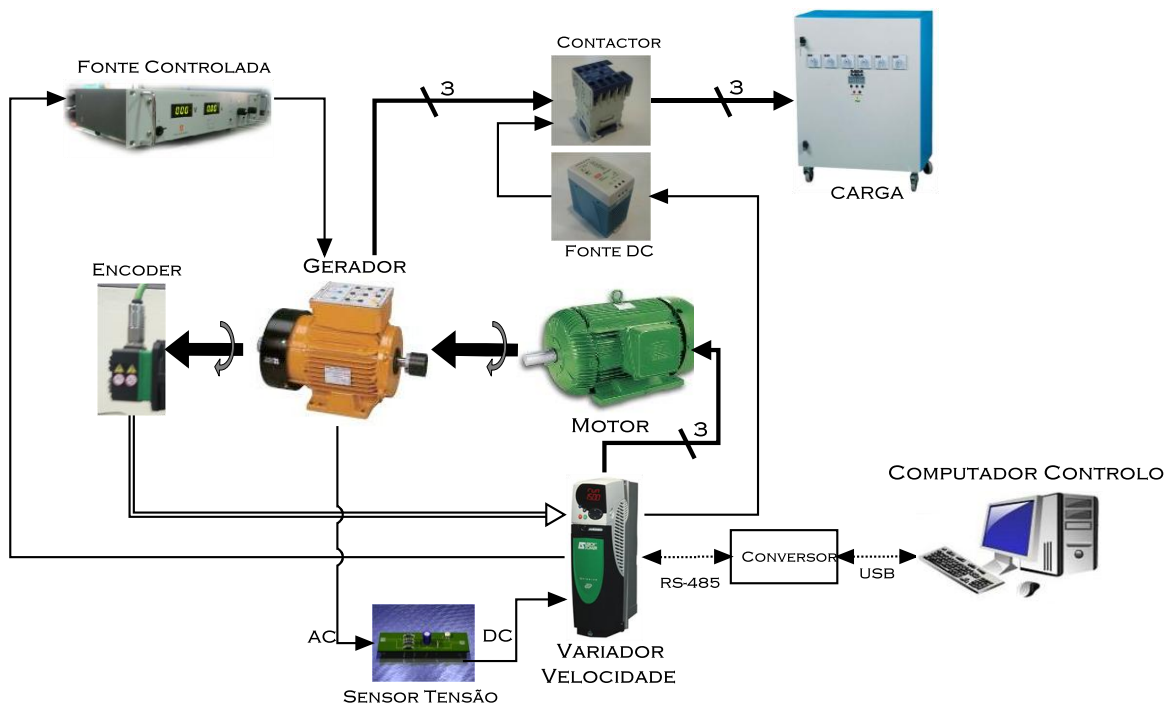 CONTACTOR
FONTE CONTROLADA
3
3
CARGA
FONTE DC
ENCODER
GERADOR
MOTOR
3
COMPUTADOR CONTROLO
CONVERSOR
RS-485
USB
AC
DC
VARIADOR
VELOCIDADE
SENSOR TENSÃO